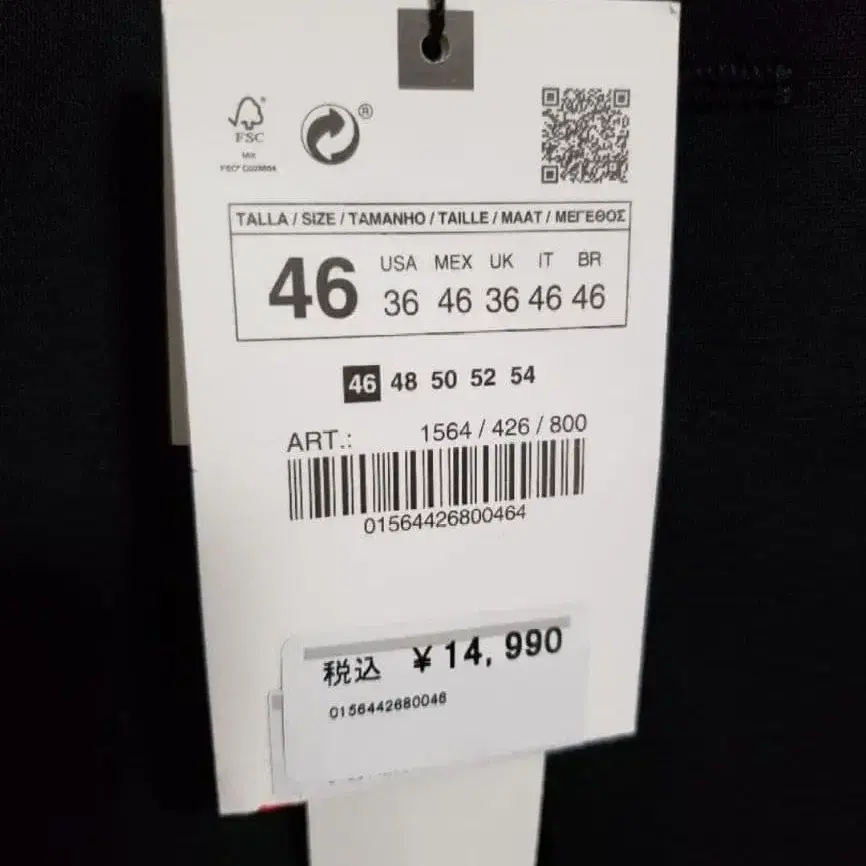 ®
FSC
MIX
TALLA / SIZE / TAMANHO / TAILLE / MAAT / ΜΕΓΕΘΟΣ
46
USA MEX UK IT BR
36 46 36 46 46
46 48 50 52 54
ART.: 1564 / 426 / 800
01564426800464
税込 ¥14,990
0156442680046